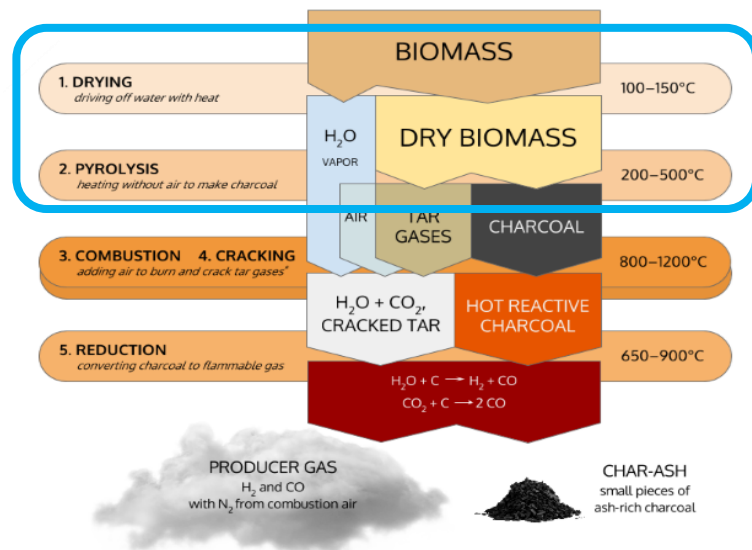 BIOMASS
1. DRYING
driving off water with heat
100–150°C
H₂O
VAPOR
DRY BIOMASS
2. PYROLYSIS
heating without air to make charcoal
200–500°C
AIR
TAR
GASES
CHARCOAL
3. COMBUSTION 4. CRACKING
adding air to burn and crack tar gases*
800–1200°C
H₂O + CO₂,
CRACKED TAR
HOT REACTIVE
CHARCOAL
5. REDUCTION
converting charcoal to flammable gas
650–900°C
H₂O + C → H₂ + CO
CO₂ + C → 2 CO
PRODUCER GAS
H₂ and CO
with N₂ from combustion air
CHAR-ASH
small pieces of
ash-rich charcoal